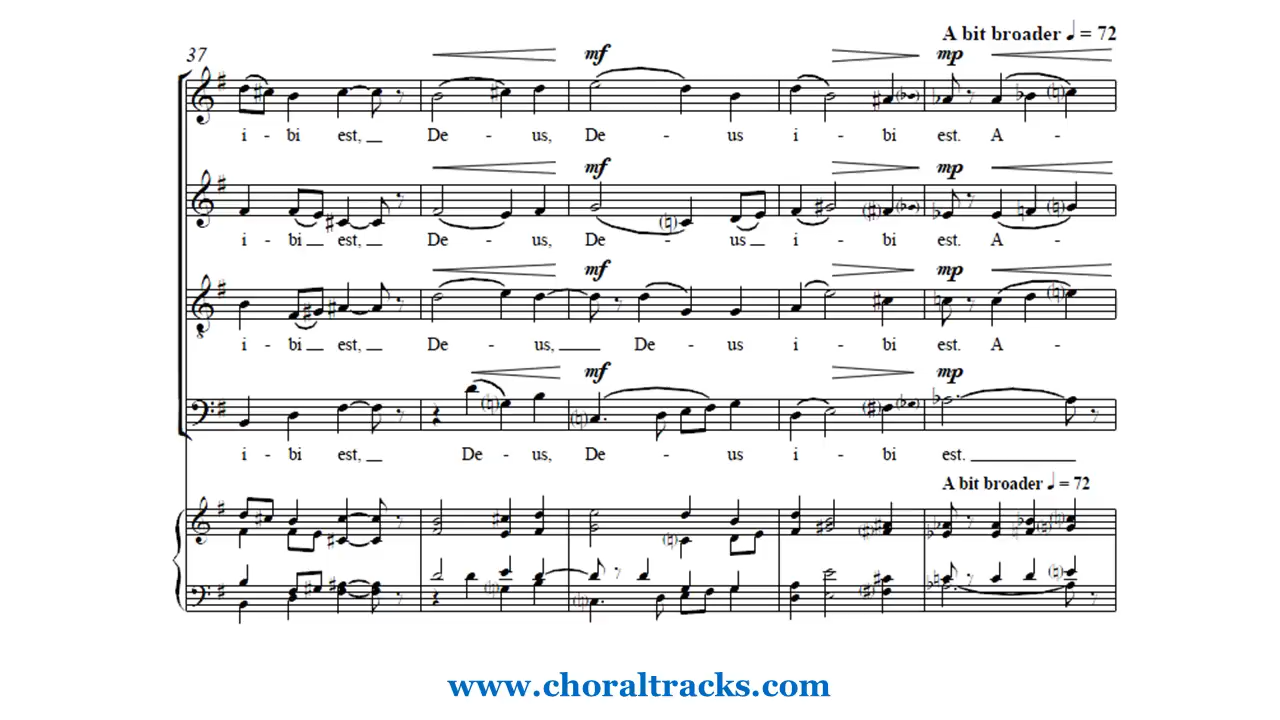 A bit broader ♩ = 72
37
mf mp
i - bi est, De - us, De - us i - bi est. A -
mf mp
i - bi est, De - us, De - us i - bi est. A -
mf mp
i - bi est, De - us, De - us i - bi est. A -
mf mp
i - bi est, De - us, De - us i - bi est.
A bit broader ♩ = 72
www.choraltracks.com